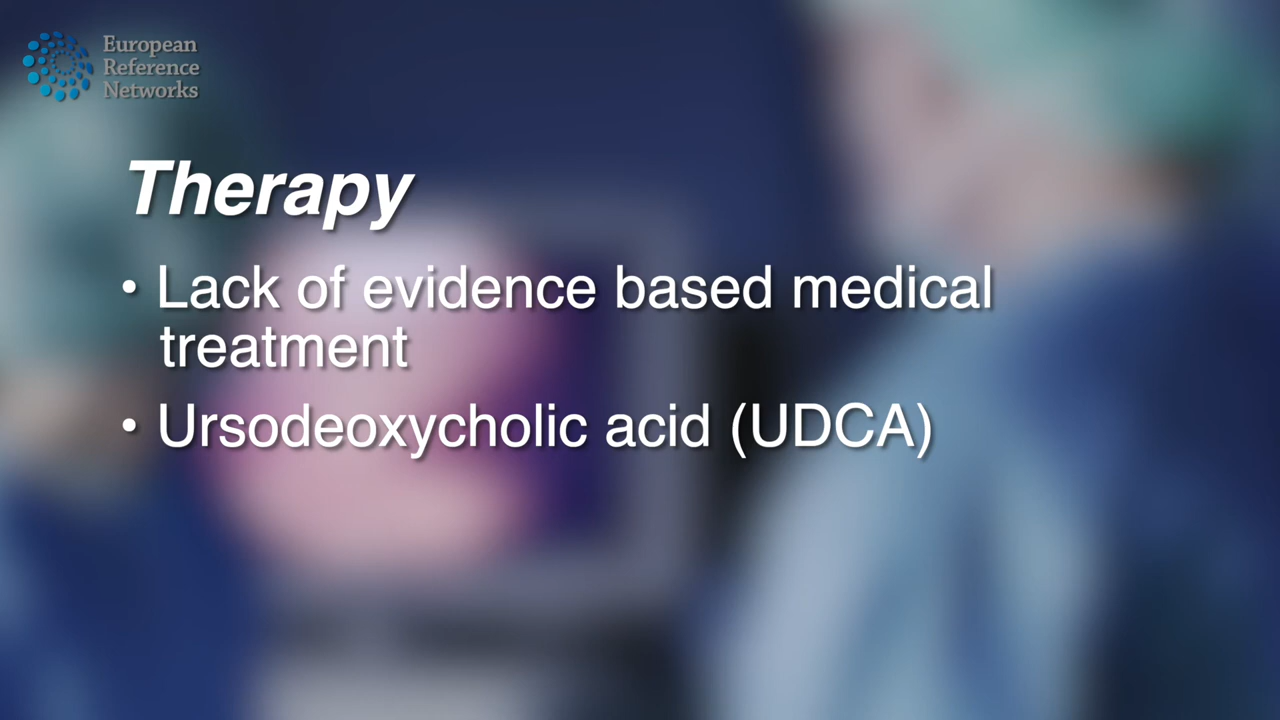 European
Reference
Networks
Therapy
• Lack of evidence based medical
treatment
• Ursodeoxycholic acid (UDCA)